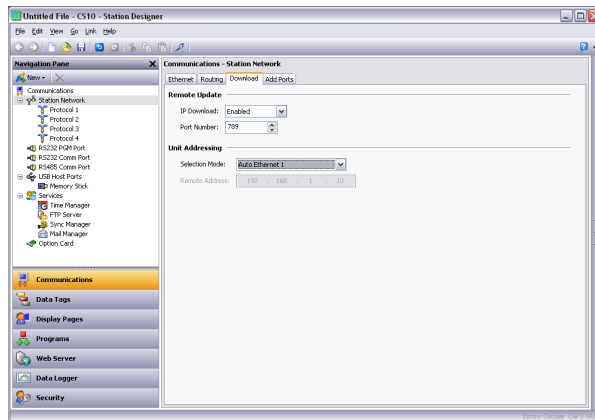 Untitled File - CS10 - Station Designer
File Edit View Go Link Help
Navigation Pane
New
Communications
Station Network
Protocol 1
Protocol 2
Protocol 3
Protocol 4
RS232 PGM Port
RS232 Comm Port
RS485 Comm Port
USB Host Ports
Memory Stick
Services
Time Manager
FTP Server
Sync Manager
Mail Manager
Option Card
Communications
Data Tags
Display Pages
Programs
Web Server
Data Logger
Security
Communications - Station Network
Ethernet Routing Download Add Ports
Remote Update
IP Download: Enabled
Port Number: 789
Unit Addressing
Selection Mode: Auto Ethernet 1
Remote Address: 192 . 168 . 1 . 10
Errors Circular CAPS